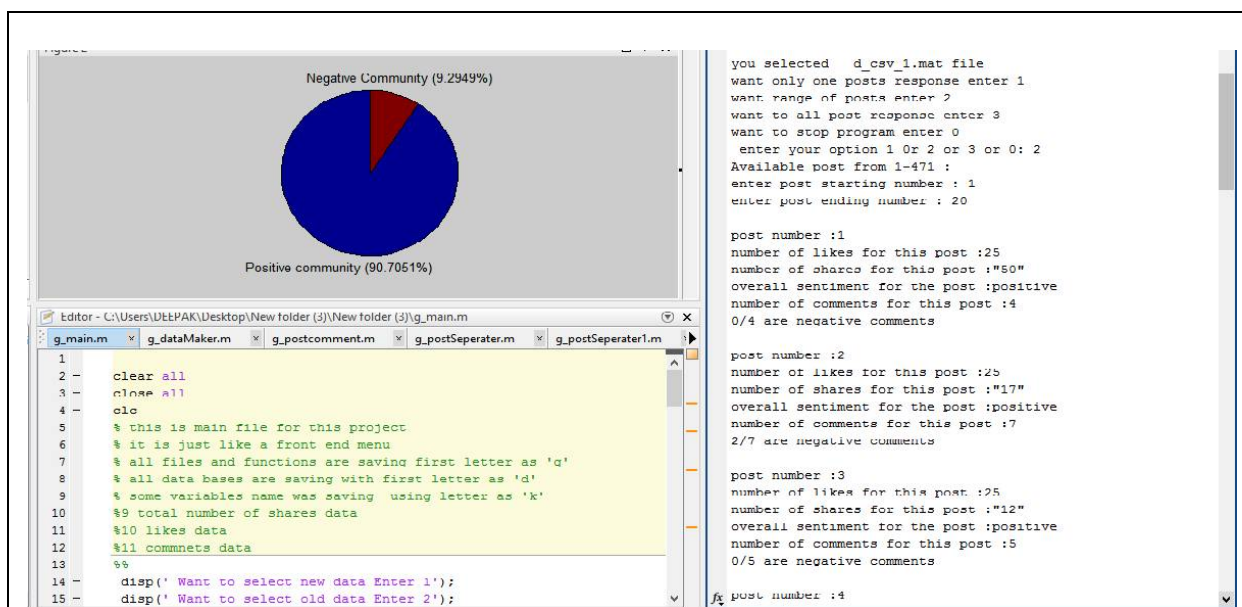 Figure 2
Negative Community (9.2949%)
Positive community (90.7051%)
Editor - C:\Users\DEEPAK\Desktop\New folder (3)\New folder (3)\g_main.m
g_main.m × g_dataMaker.m × g_postcomment.m × g_postSeperater.m × g_postSeperater1.m
1
2 – clear all
3 – close all
4 – clc
5 % this is main file for this project
6 % it is just like a front end menu
7 % all files and functions are saving first letter as 'g'
8 % all data bases are saving with first letter as 'd'
9 % some variables name was saving using letter as 'k'
10 %9 total number of shares data
11 %10 likes data
12 %11 commnets data
13 %%
14 – disp(' Want to select new data Enter 1');
15 – disp(' Want to select old data Enter 2');
you selected d_csv_1.mat file
want only one posts response enter 1
want range of posts enter 2
want to all post response enter 3
want to stop program enter 0
enter your option 1 0r 2 or 3 or 0: 2
Available post from 1-471 :
enter post starting number : 1
enter post ending number : 20
post number :1
number of likes for this post :25
number of shares for this post :"50"
overall sentiment for the post :positive
number of comments for this post :4
0/4 are negative comments
post number :2
number of likes for this post :25
number of shares for this post :"17"
overall sentiment for the post :positive
number of comments for this post :7
2/7 are negative comments
post number :3
number of likes for this post :25
number of shares for this post :"12"
overall sentiment for the post :positive
number of comments for this post :5
0/5 are negative comments
fx post number :4